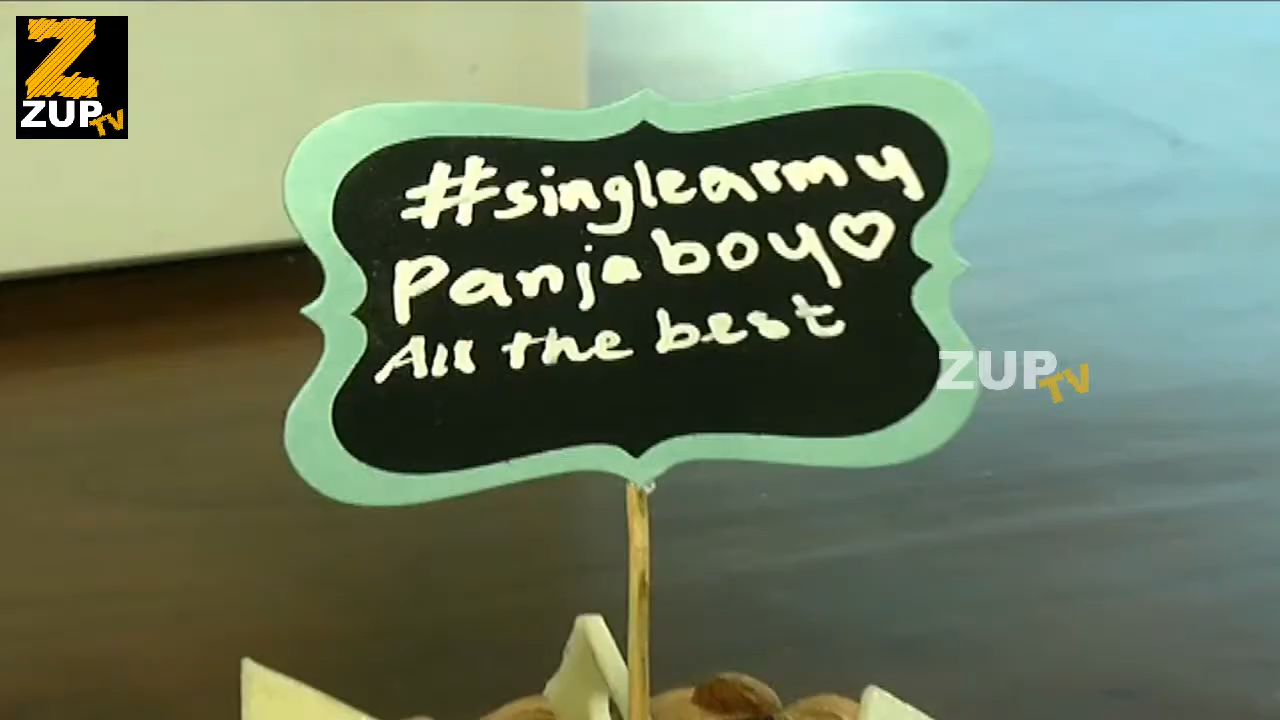 Z
ZUP TV
#singlearmy
Panjaboy♡
All the best
ZUP TV